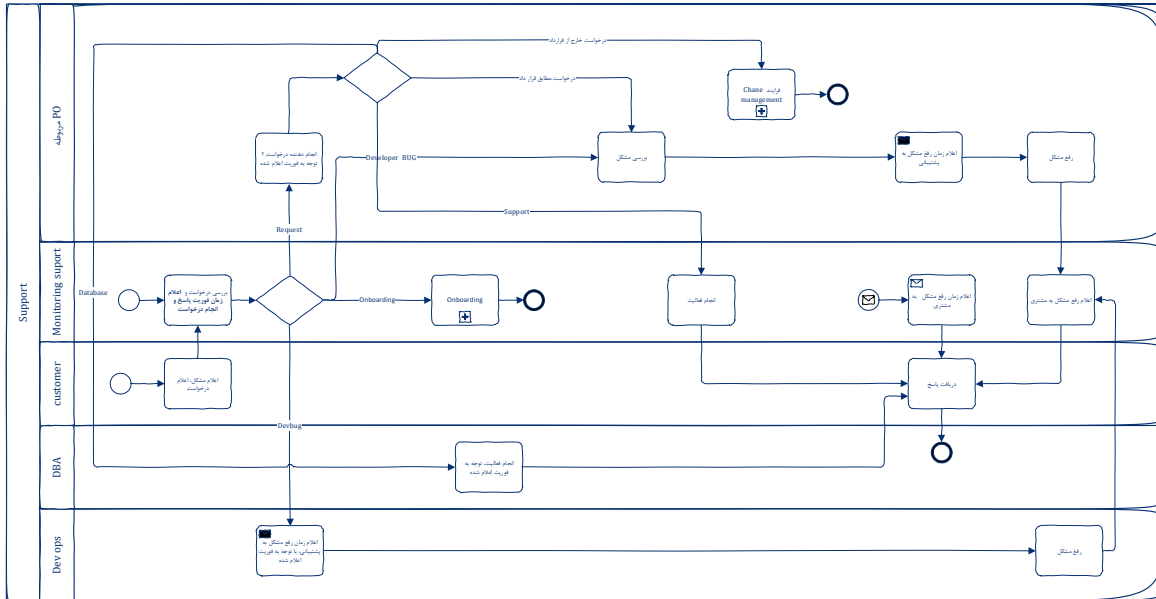 Support
PO مربوطه
Monitoring suport
customer
DBA
Dev ops
درخواست خارج از قرارداد
درخواست مطابق قرار داد
فرایند Chane
management
انجام دهنده درخواست ؟
توجه به فوریت اعلام شده
Developer BUG
بررسی مشکل
اعلام زمان رفع مشکل به
پشتیبانی
رفع مشکل
Support
Request
Database
بررسی درخواست و اعلام
زمان فوریت پاسخ و
انجام درخواست
Onboarding
Onboarding
انجام فعالیت
اعلام زمان رفع مشکل به
مشتری
اعلام رفع مشکل به مشتری
اعلام مشکل، اعلام
درخواست
دریافت پاسخ
Devbug
انجام فعالیت، توجه به
فوریت اعلام شده
اعلام زمان رفع مشکل به
پشتیبانی، با توجه به فوریت
اعلام شده
رفع مشکل